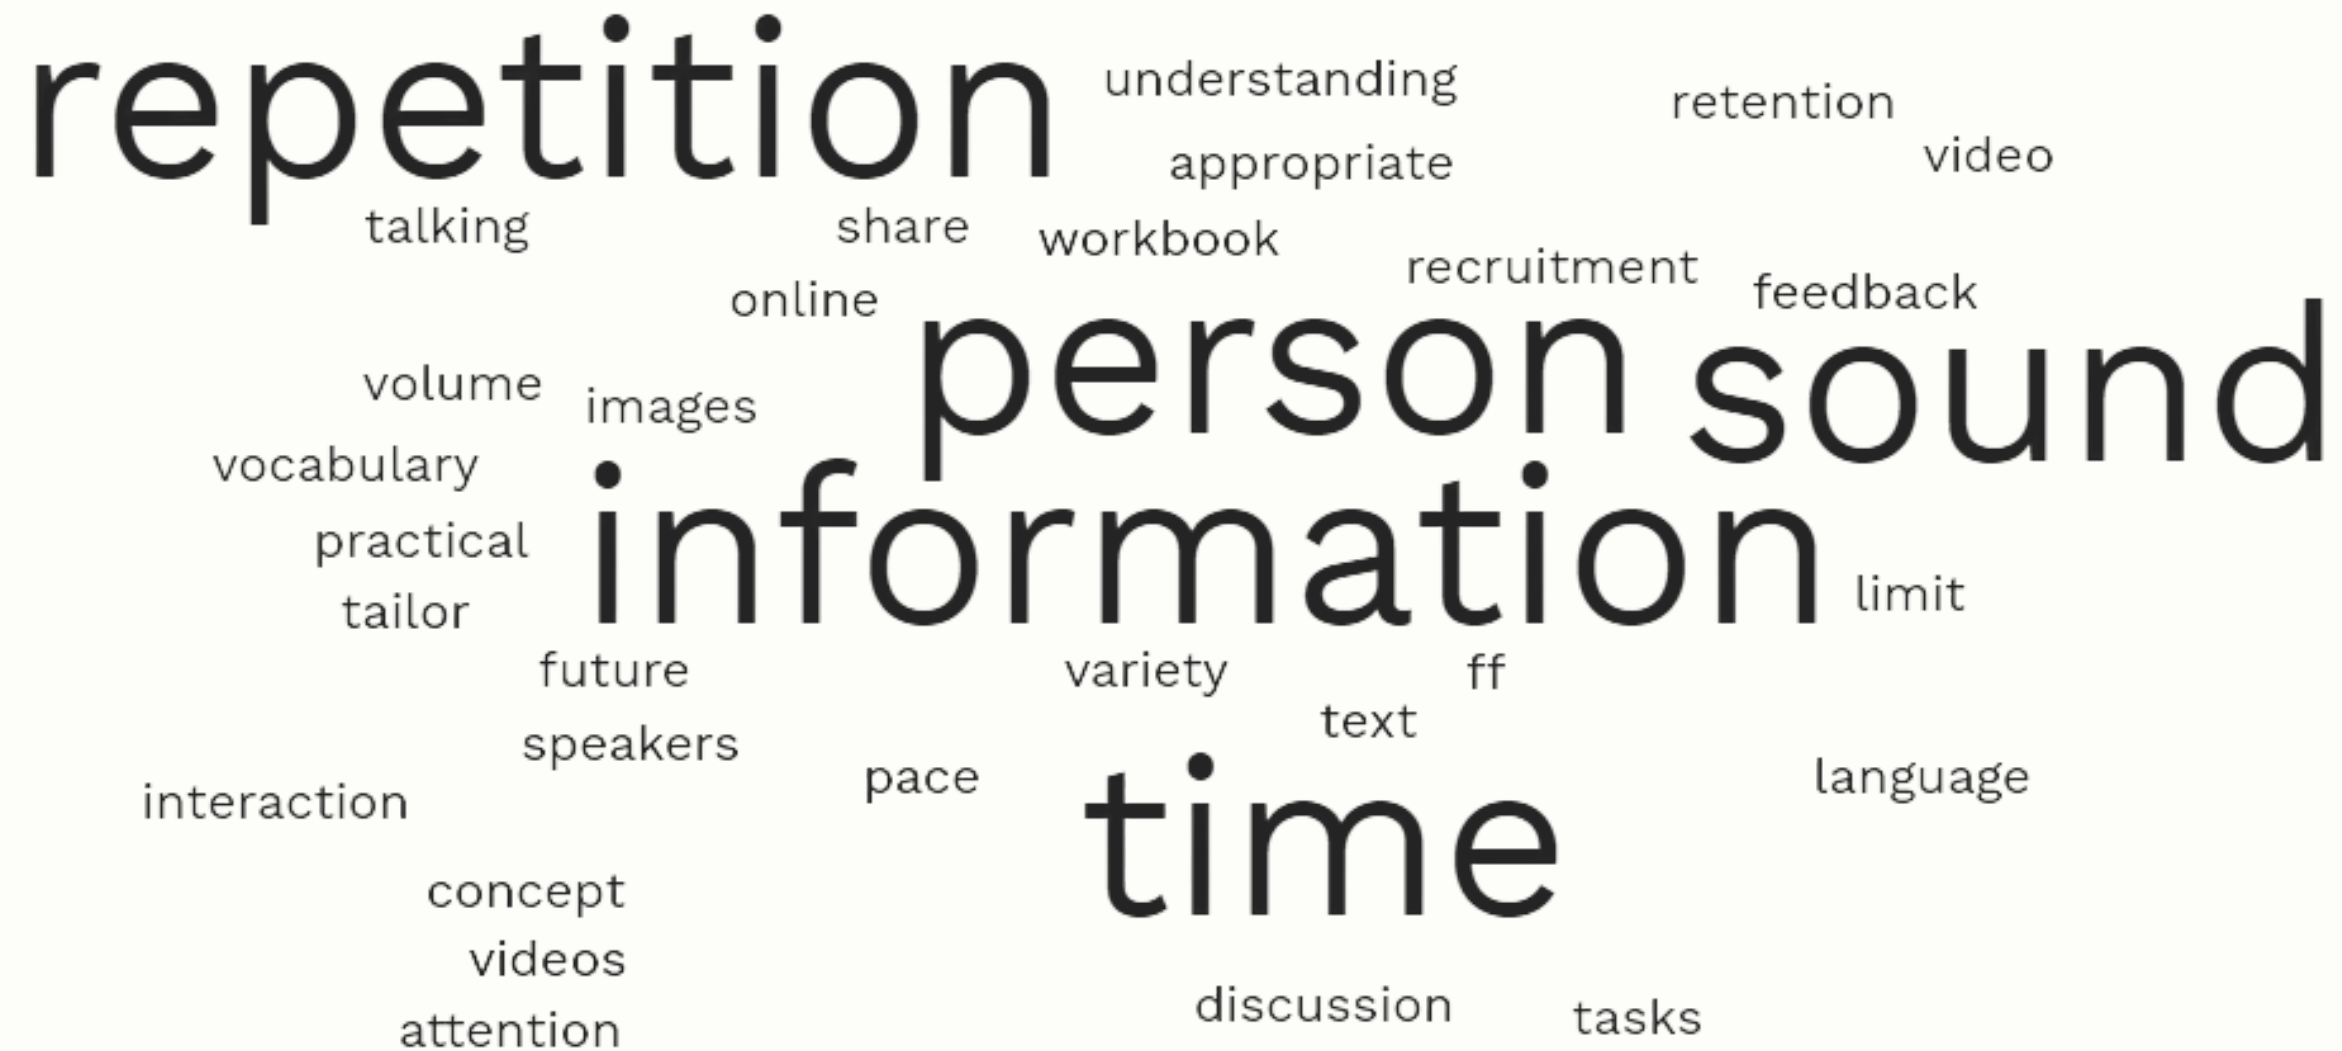 repetition
understanding
retention
video
appropriate
talking
share
workbook
recruitment
feedback
online
person
sound
volume
images
vocabulary
information
practical
limit
tailor
future
variety
ff
text
speakers
pace
time
language
interaction
concept
videos
discussion
tasks
attention